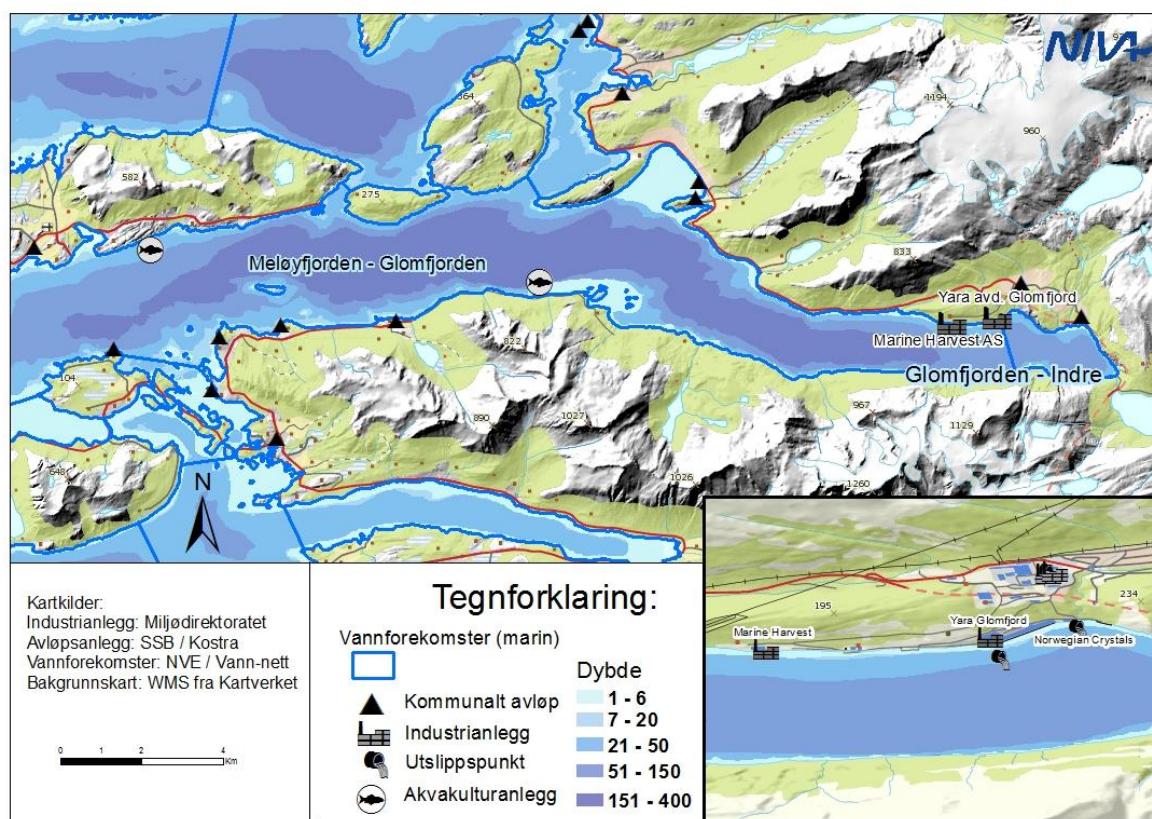 NIVA
564
1194
960
582
275
833
Meløyfjorden - Glomfjorden
Yara avd. Glomfjord
Marine Harvest AS
822
Glomfjorden - Indre
104
890
1027
967
1129
648
1026
1260
N
Kartkilder:
Industrianlegg: Miljødirektoratet
Avløpsanlegg: SSB / Kostra
Vannforekomster: NVE / Vann-nett
Bakgrunnskart: WMS fra Kartverket
0 2 4
Km
Tegnforklaring:
Vannforekomster (marin)
Kommunalt avløp
Industrianlegg
Utslippspunkt
Akvakulturanlegg
Dybde
1 - 6
7 - 20
21 - 50
51 - 150
151 - 400
195
234
Marine Harvest
Yara Glomfjord
Norwegian Crystals